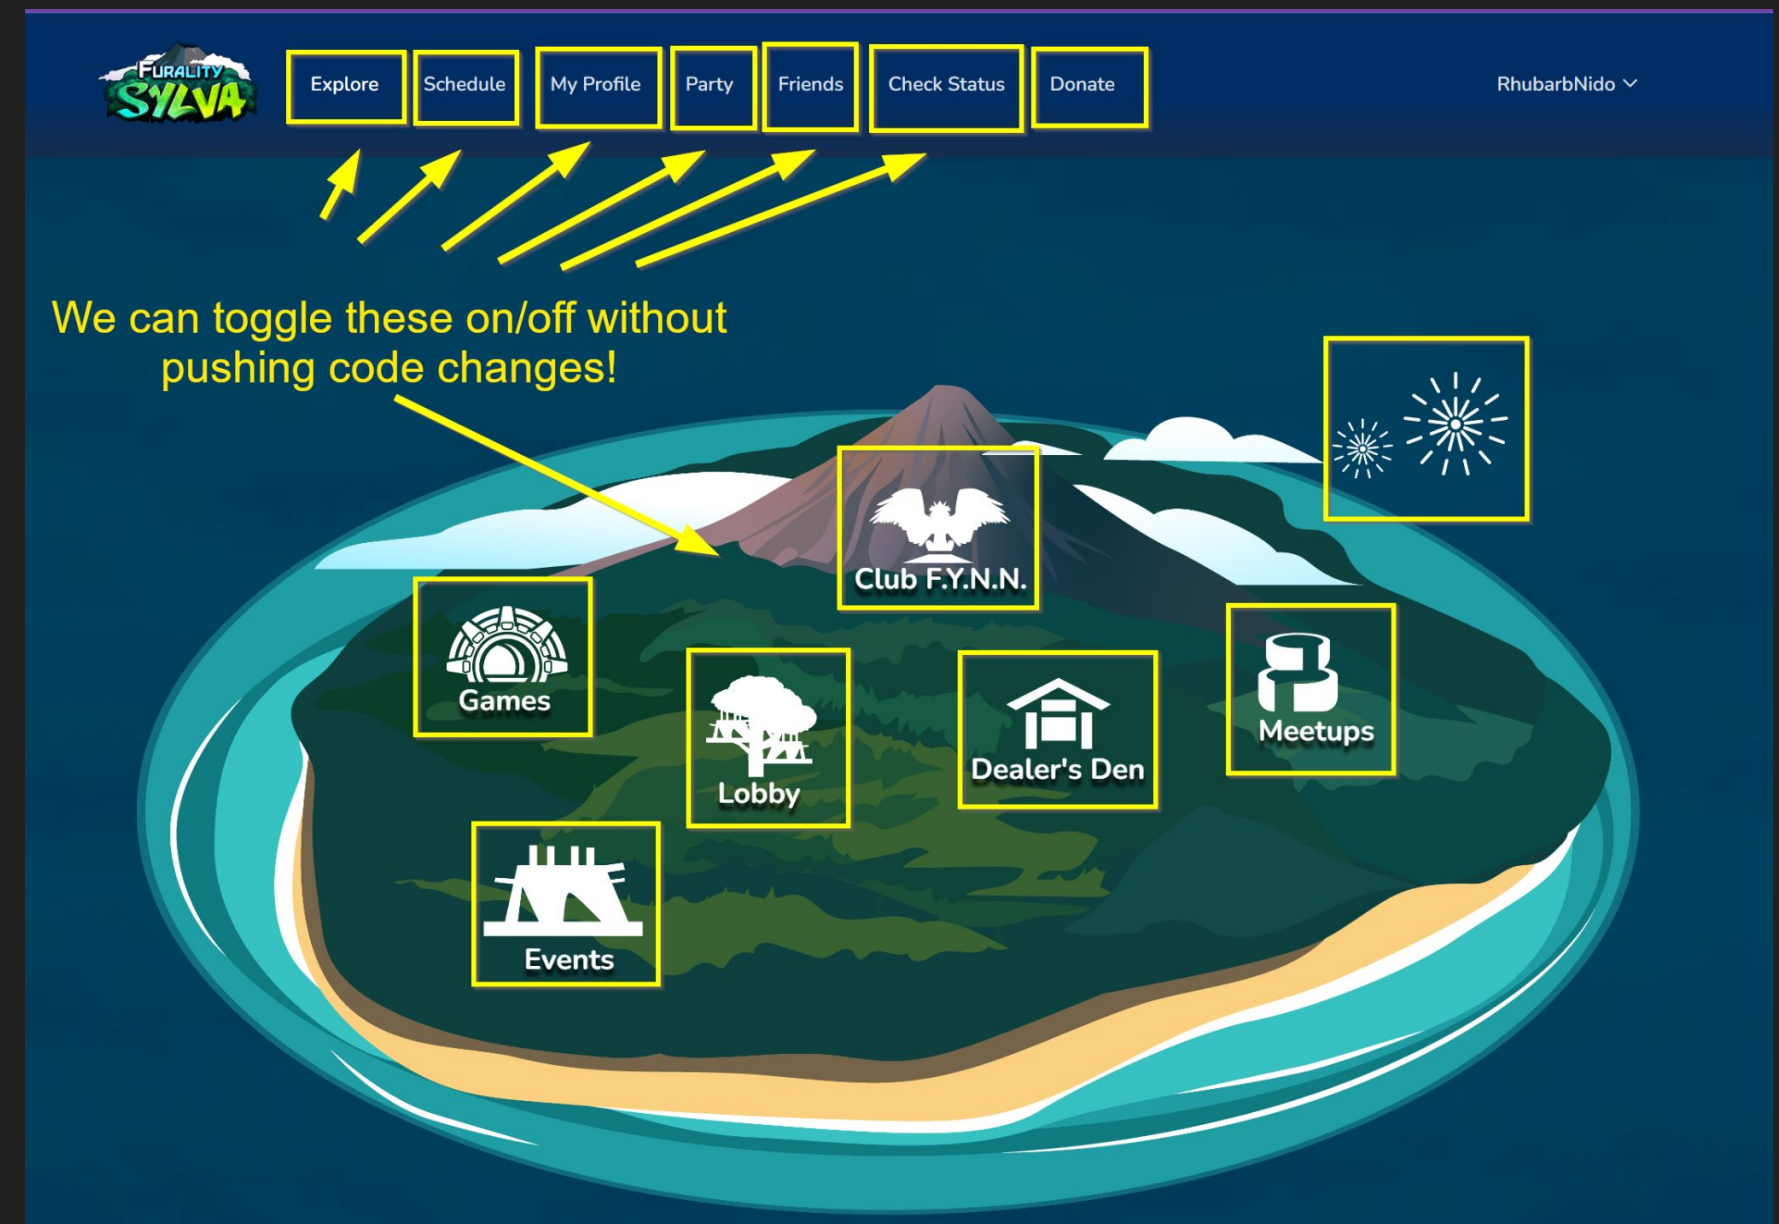 FURALITY
SYLVA
Explore Schedule My Profile Party Friends Check Status Donate RhubarbNido
We can toggle these on/off without
pushing code changes!
Club F.Y.N.N.
Games
Lobby
Dealer's Den
Meetups
Events